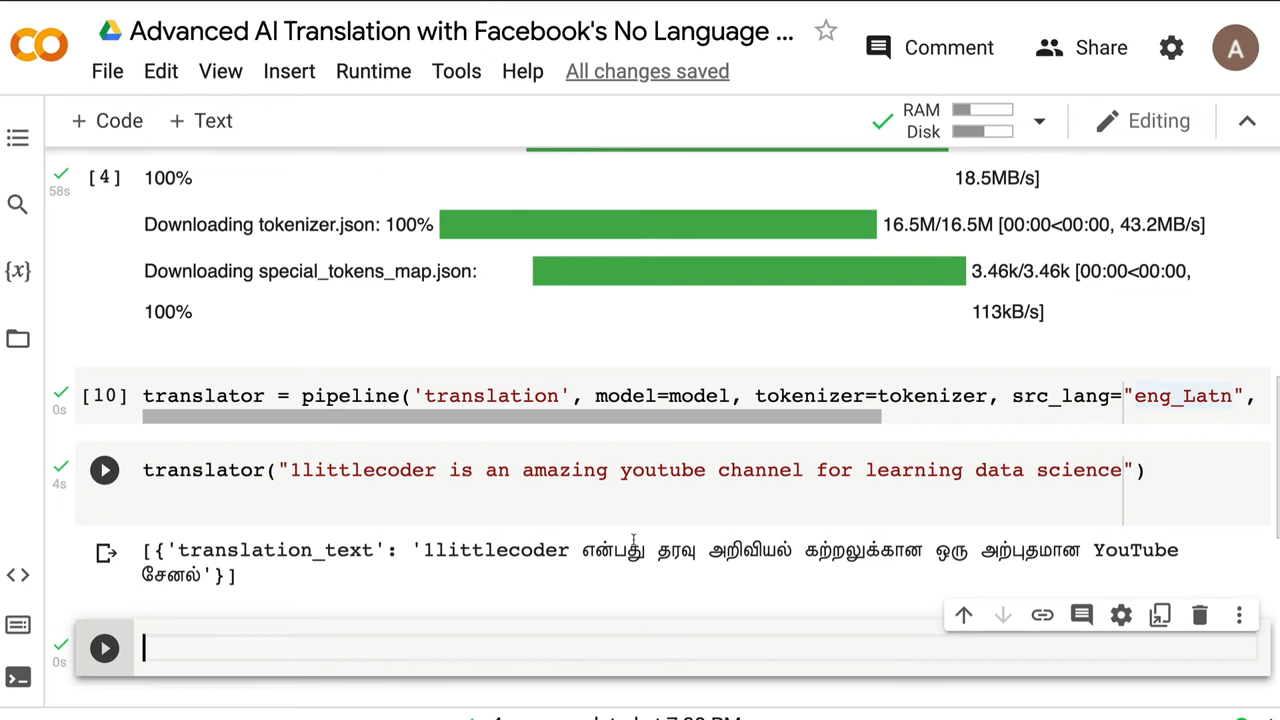 Advanced AI Translation with Facebook's No Language ...
Comment
Share
A
File Edit View Insert Runtime Tools Help All changes saved
+ Code + Text
RAM
Disk
Editing
[4]
58s
100%
18.5MB/s]
Downloading tokenizer.json: 100%
16.5M/16.5M [00:00<00:00, 43.2MB/s]
Downloading special_tokens_map.json:
3.46k/3.46k [00:00<00:00,
100%
113kB/s]
[10] translator = pipeline('translation', model=model, tokenizer=tokenizer, src_lang="eng_Latn",
0s
translator("1littlecoder is an amazing youtube channel for learning data science")
4s
[{'translation_text': '1littlecoder என்பது தரவு அறிவியல் கற்றலுக்கான ஒரு அற்புதமான YouTube
சேனல்'}]
0s